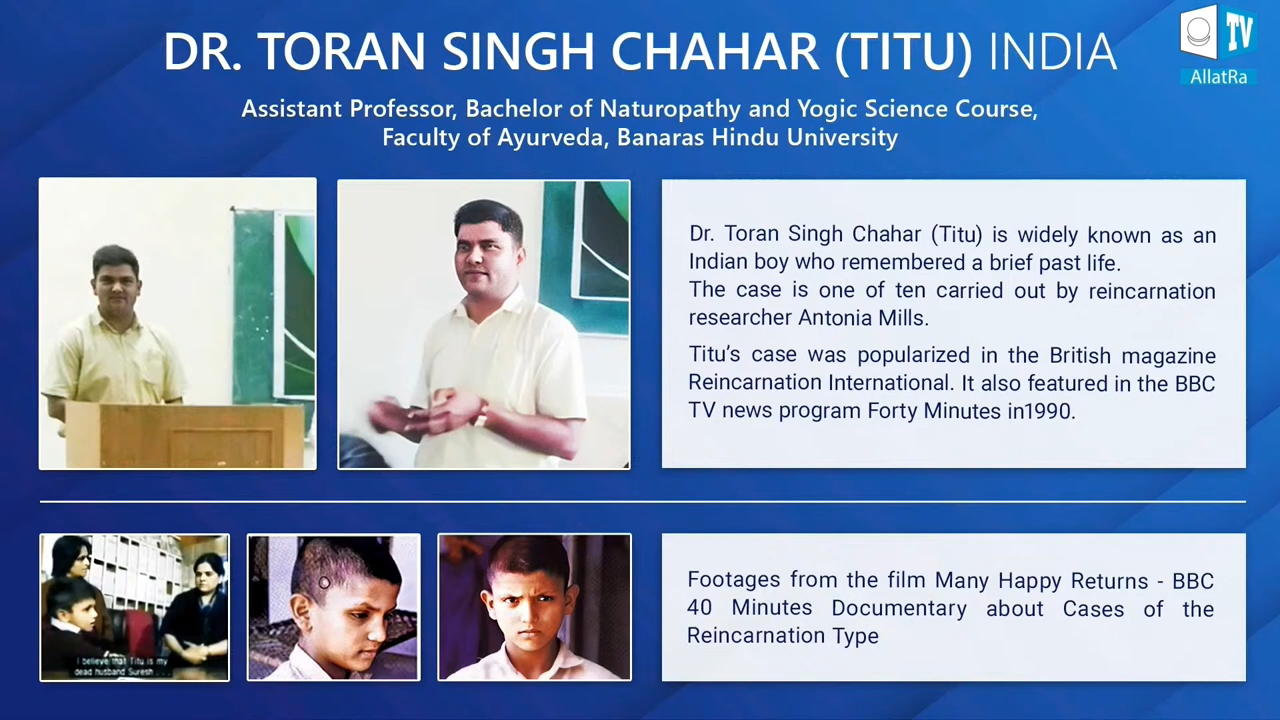 DR. TORAN SINGH CHAHAR (TITU) INDIA
TV
AllatRa
Assistant Professor, Bachelor of Naturopathy and Yogic Science Course,
Faculty of Ayurveda, Banaras Hindu University
Dr. Toran Singh Chahar (Titu) is widely known as an
Indian boy who remembered a brief past life.
The case is one of ten carried out by reincarnation
researcher Antonia Mills.
Titu's case was popularized in the British magazine
Reincarnation International. It also featured in the BBC
TV news program Forty Minutes in1990.
I believe that Titu is my
dead husband Suresh . . .
Footages from the film Many Happy Returns - BBC
40 Minutes Documentary about Cases of the
Reincarnation Type